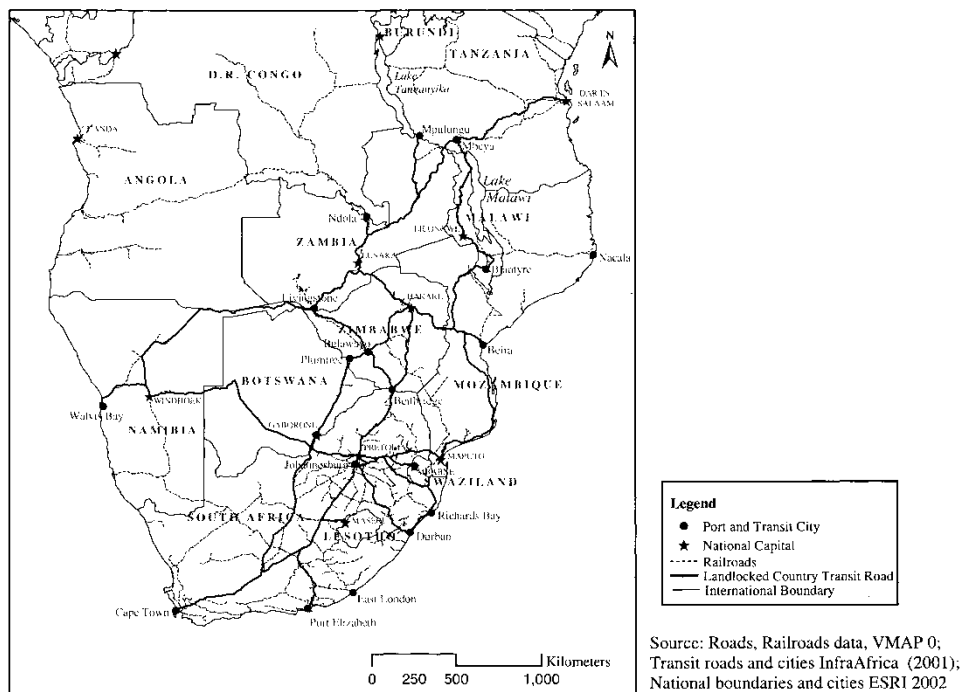 BURUNDI
N
TANZANIA
D.R. CONGO
Lake
Tanganyika
DAR ES
SALAAM
Mpulungu
Mbeya
ANGOLA
Lake
Malawi
MALAWI
Ndola
ZAMBIA
LILONGWE
LUSAKA
Nacala
Blantyre
Livingstone
HARARE
ZIMBABWE
Bulawayo
Beira
Plumtree
BOTSWANA
MOZAMBIQUE
Beitbridge
WINDHOEK
Walvis Bay
NAMIBIA
GABORONE
PRETORIA
MAPUTO
Johannesburg
MBABNE
WAZILAND
SOUTH AFRICA
MASERU
Richards Bay
LESOTHO
Durban
East London
Cape Town
Port Elizabeth
Kilometers
0 250 500 1,000
Legend
Port and Transit City
National Capital
Railroads
Landlocked Country Transit Road
International Boundary
Source: Roads, Railroads data, VMAP 0;
Transit roads and cities InfraAfrica (2001);
National boundaries and cities ESRI 2002